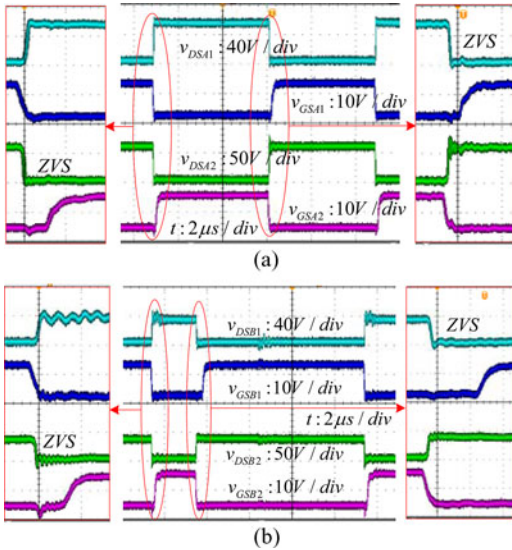 ZVS
v_DSA1 : 40V / div
v_GSA1 : 10V / div
ZVS
v_DSA2 : 50V / div
v_GSA2 : 10V / div
t : 2μs / div
(a)
v_DSB1 : 40V / div
ZVS
v_GSB1 : 10V / div
t : 2μs / div
ZVS
v_DSB2 : 50V / div
v_GSB2 : 10V / div
(b)